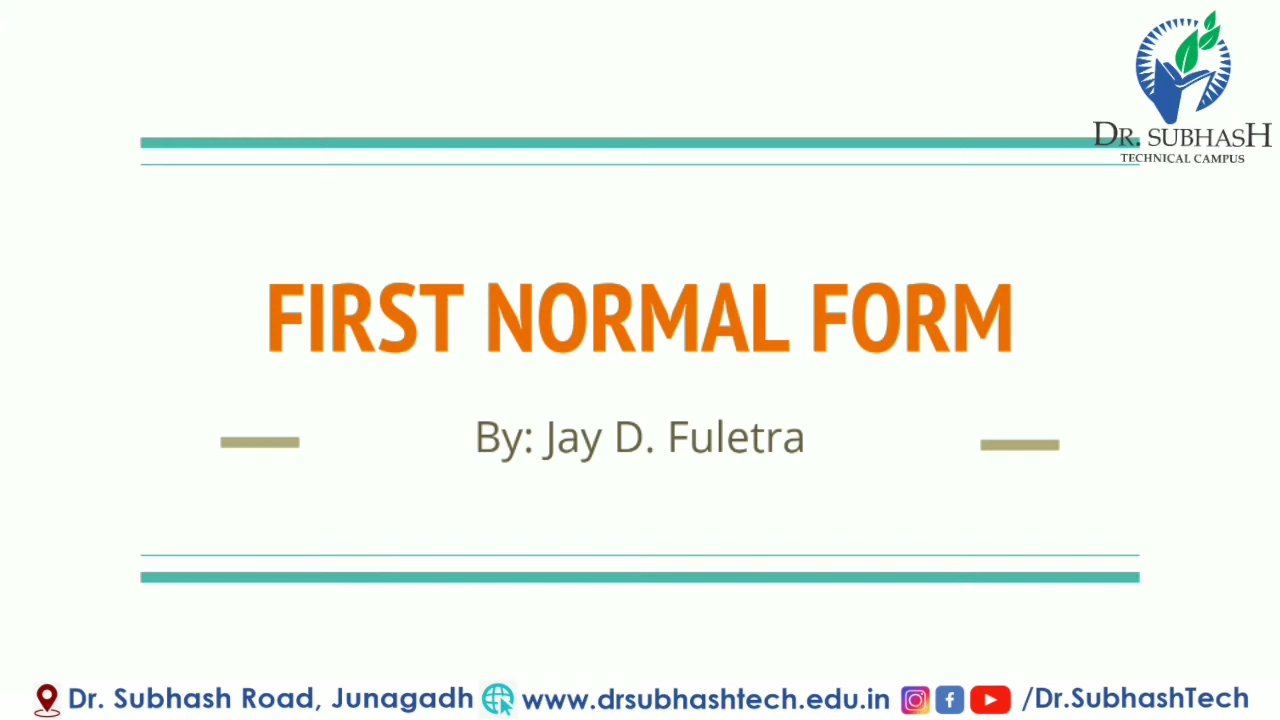 DR. SUBHASH
TECHNICAL CAMPUS
FIRST NORMAL FORM
By: Jay D. Fuletra
Dr. Subhash Road, Junagadh www.drsubhashtech.edu.in /Dr.SubhashTech